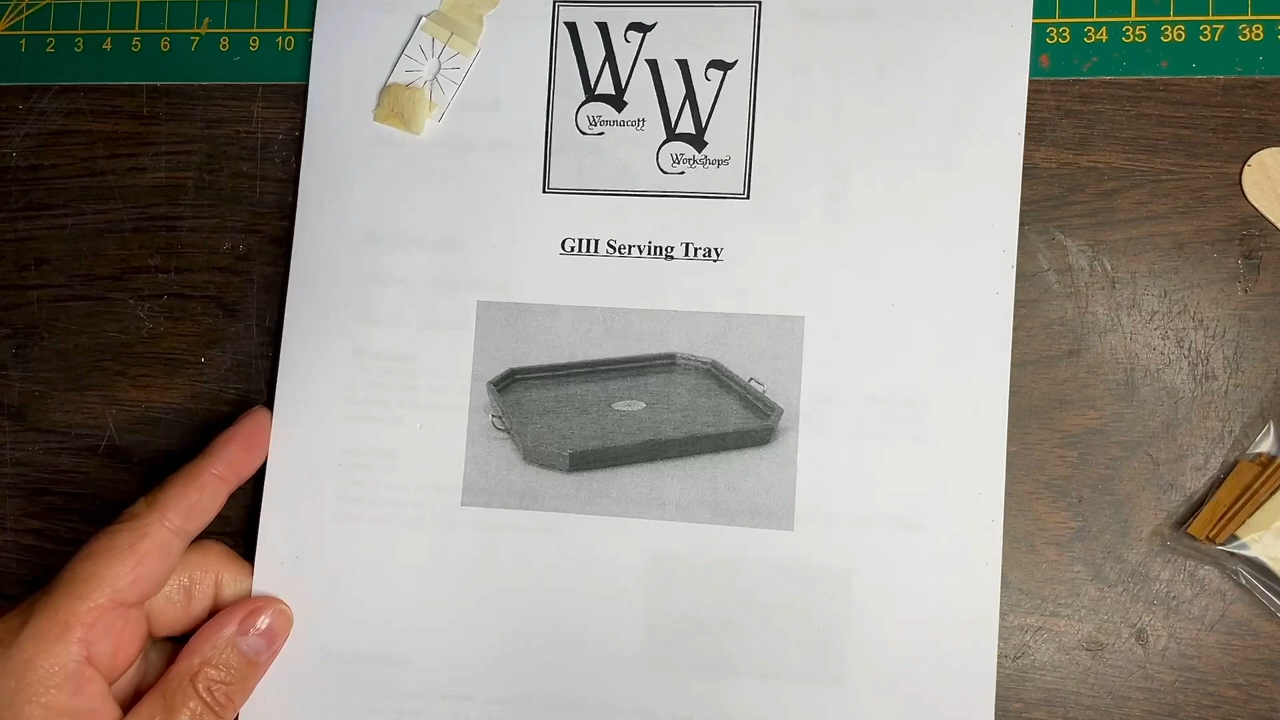 1 2 3 4 5 6 7 8 9 10
33 34 35 36 37 38
W W
Wonnacott
Workshops
GIII Serving Tray